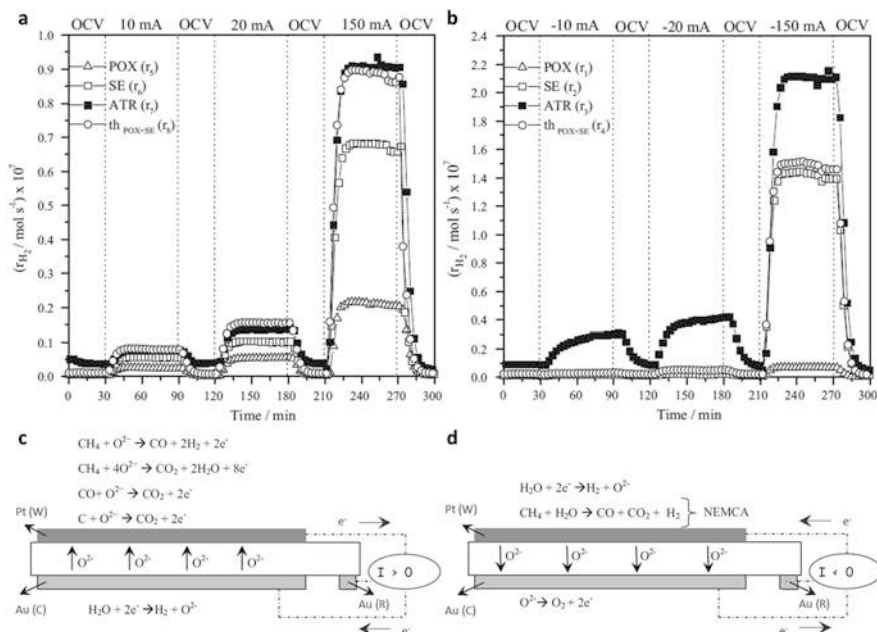 a
OCV 10 mA OCV 20 mA OCV 150 mA OCV
1.0
0.9
0.8
0.7
0.6
0.5
0.4
0.3
0.2
0.1
0.0
(r_H₂ / mol s⁻¹) x 10⁷
POX (r₅)
SE (r₆)
ATR (r₇)
th POX+SE (r₈)
0 30 60 90 120 150 180 210 240 270 300
Time / min
b
OCV -10 mA OCV -20 mA OCV -150 mA OCV
2.4
2.2
2.0
1.8
1.6
1.4
1.2
1.0
0.8
0.6
0.4
0.2
0.0
(r_H₂ / mol s⁻¹) x 10⁷
POX (r₁)
SE (r₂)
ATR (r₃)
th POX+SE (r₄)
0 30 60 90 120 150 180 210 240 270 300
Time / min
c
CH₄ + O²⁻ → CO + 2H₂ + 2e⁻
CH₄ + 4O²⁻ → CO₂ + 2H₂O + 8e⁻
CO+ O²⁻ → CO₂ + 2e⁻
C + O²⁻ → CO₂ + 2e⁻
Pt (W)
e⁻
O²⁻ O²⁻ O²⁻ O²⁻
I > 0
Au (C)
H₂O + 2e⁻→H₂ + O²⁻
Au (R)
e⁻
d
H₂O + 2e⁻→H₂ + O²⁻
CH₄ + H₂O → CO + CO₂ + H₂ } NEMCA
Pt (W)
e⁻
O²⁻ O²⁻ O²⁻ O²⁻
I < 0
Au (C)
O²⁻→ O₂ + 2e⁻
Au (R)
e⁻